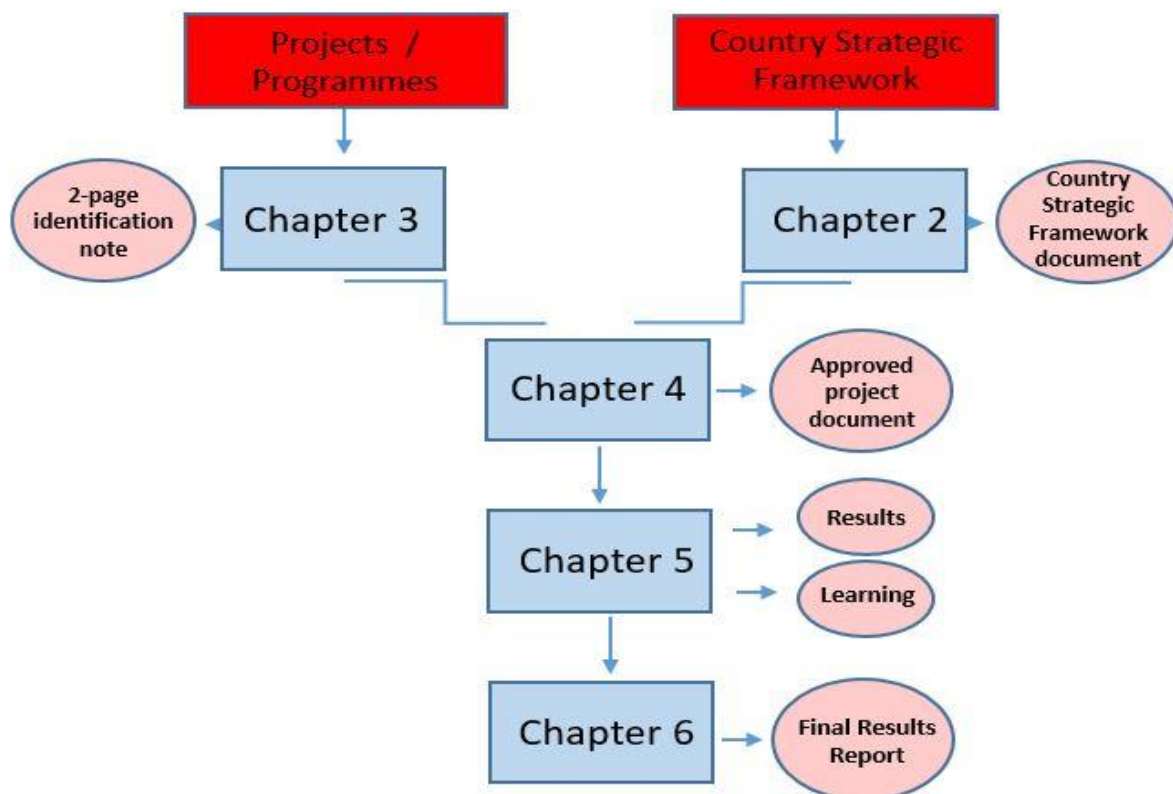 Projects /
Programmes
Country Strategic
Framework
2-page
identification
note
Chapter 3
Chapter 2
Country
Strategic
Framework
document
Chapter 4
Approved
project
document
Chapter 5
Results
Learning
Chapter 6
Final Results
Report